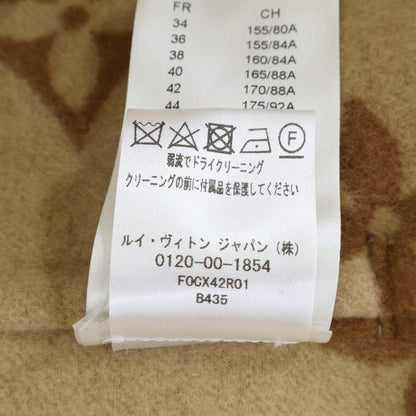 FR CH
34 155/80A
36 155/84A
38 160/84A
40 165/88A
42 170/88A
44 175/92A
F
弱流でドライクリーニング
クリーニングの前に付属品を保護してください
ルイ・ヴィトン ジャパン(株)
0120-00-1854
FOCX42R01
B435